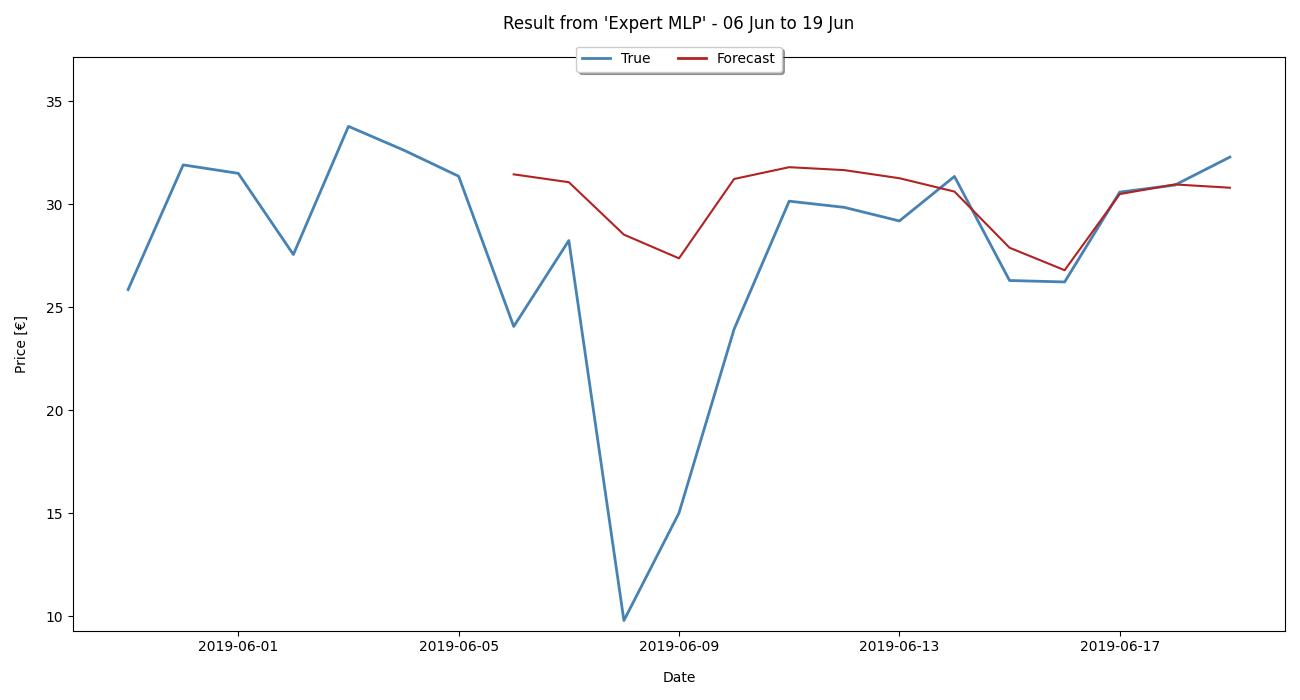 Result from 'Expert MLP' - 06 Jun to 19 Jun
True Forecast
35
30
25
20
15
10
Price [€]
2019-06-01 2019-06-05 2019-06-09 2019-06-13 2019-06-17
Date